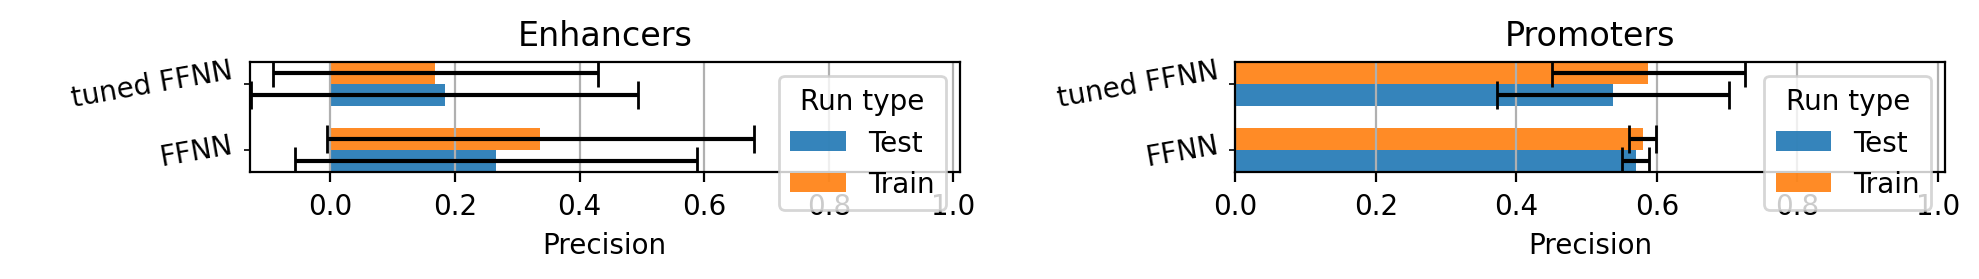 Enhancers
tuned FFNN
FFNN
Run type
Test
Train
0.0 0.2 0.4 0.6 0.8 1.0
Precision
Promoters
tuned FFNN
FFNN
Run type
Test
Train
0.0 0.2 0.4 0.6 0.8 1.0
Precision